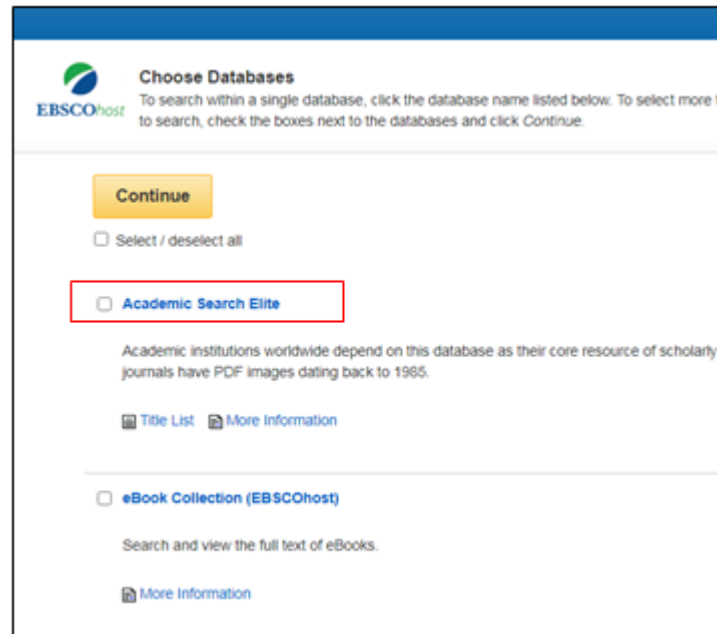 EBSCOhost
Choose Databases
To search within a single database, click the database name listed below. To select more
to search, check the boxes next to the databases and click Continue.
Continue
Select / deselect all
Academic Search Elite
Academic institutions worldwide depend on this database as their core resource of scholarly
journals have PDF images dating back to 1985.
Title List More Information
eBook Collection (EBSCOhost)
Search and view the full text of eBooks.
More Information